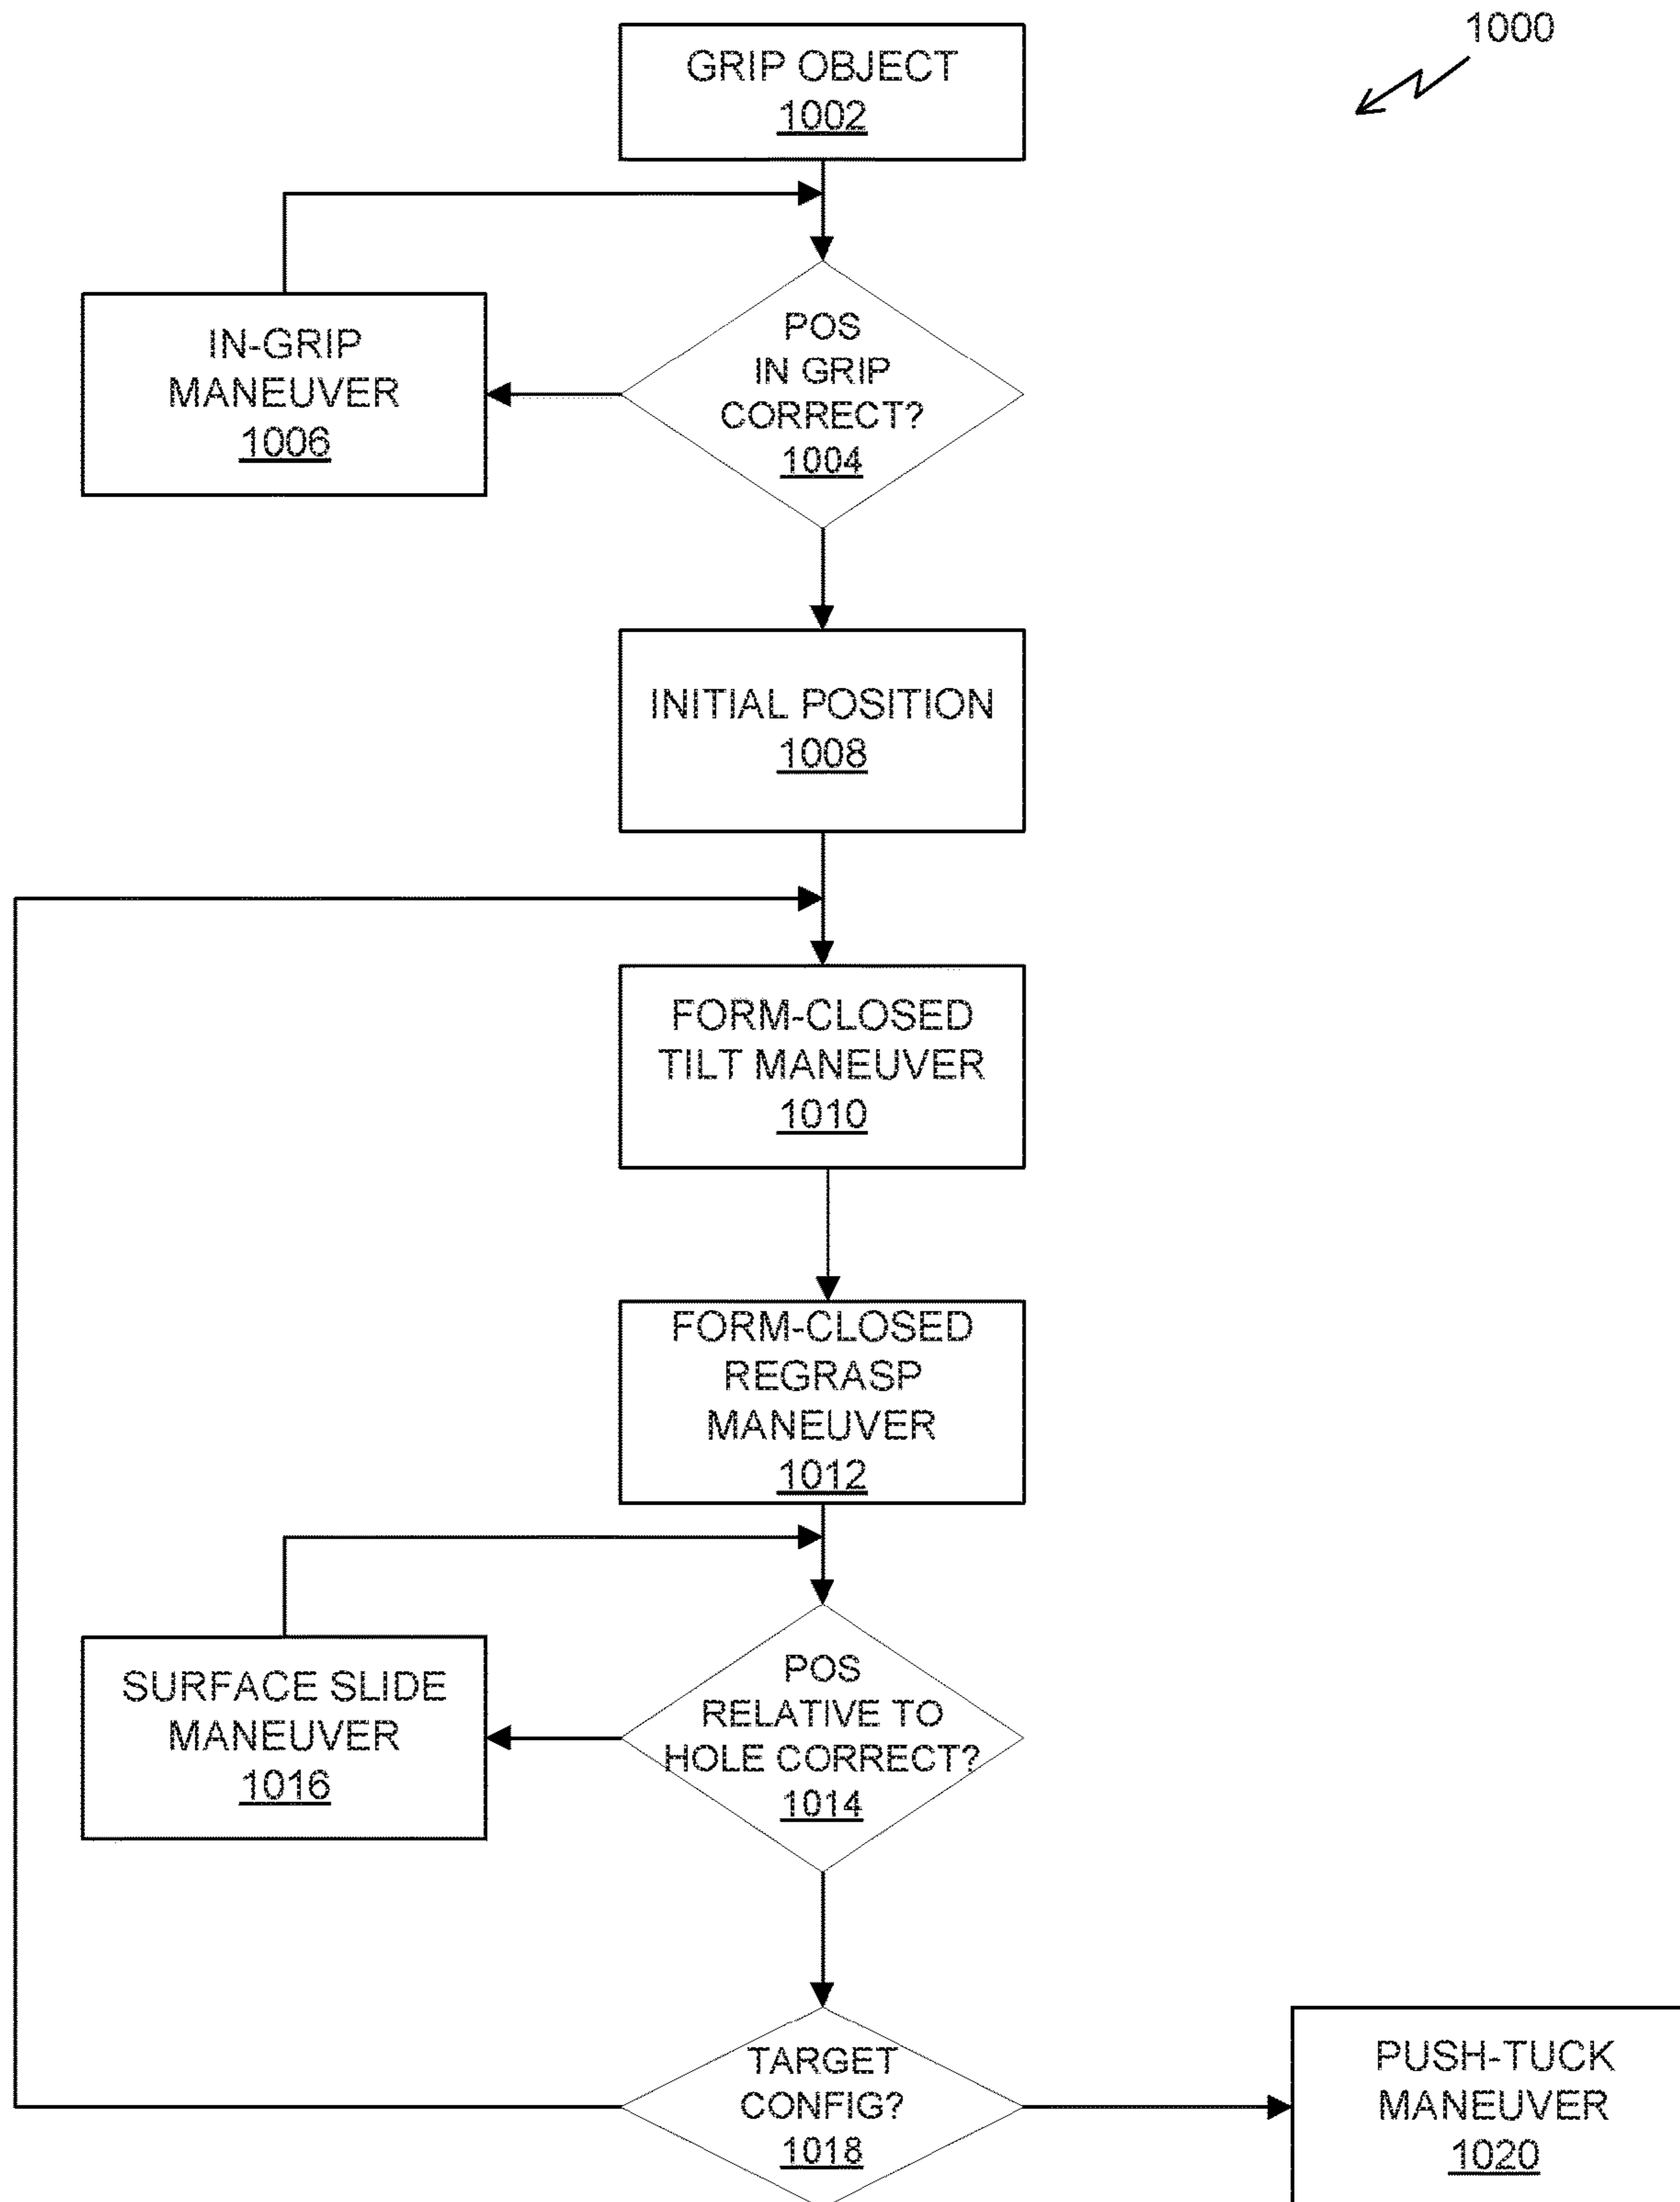 1000
GRIP OBJECT
1002
POS
IN GRIP
CORRECT?
1004
IN-GRIP
MANEUVER
1006
INITIAL POSITION
1008
FORM-CLOSED
TILT MANEUVER
1010
FORM-CLOSED
REGRASP
MANEUVER
1012
POS
RELATIVE TO
HOLE CORRECT?
1014
SURFACE SLIDE
MANEUVER
1016
TARGET
CONFIG?
1018
PUSH-TUCK
MANEUVER
1020